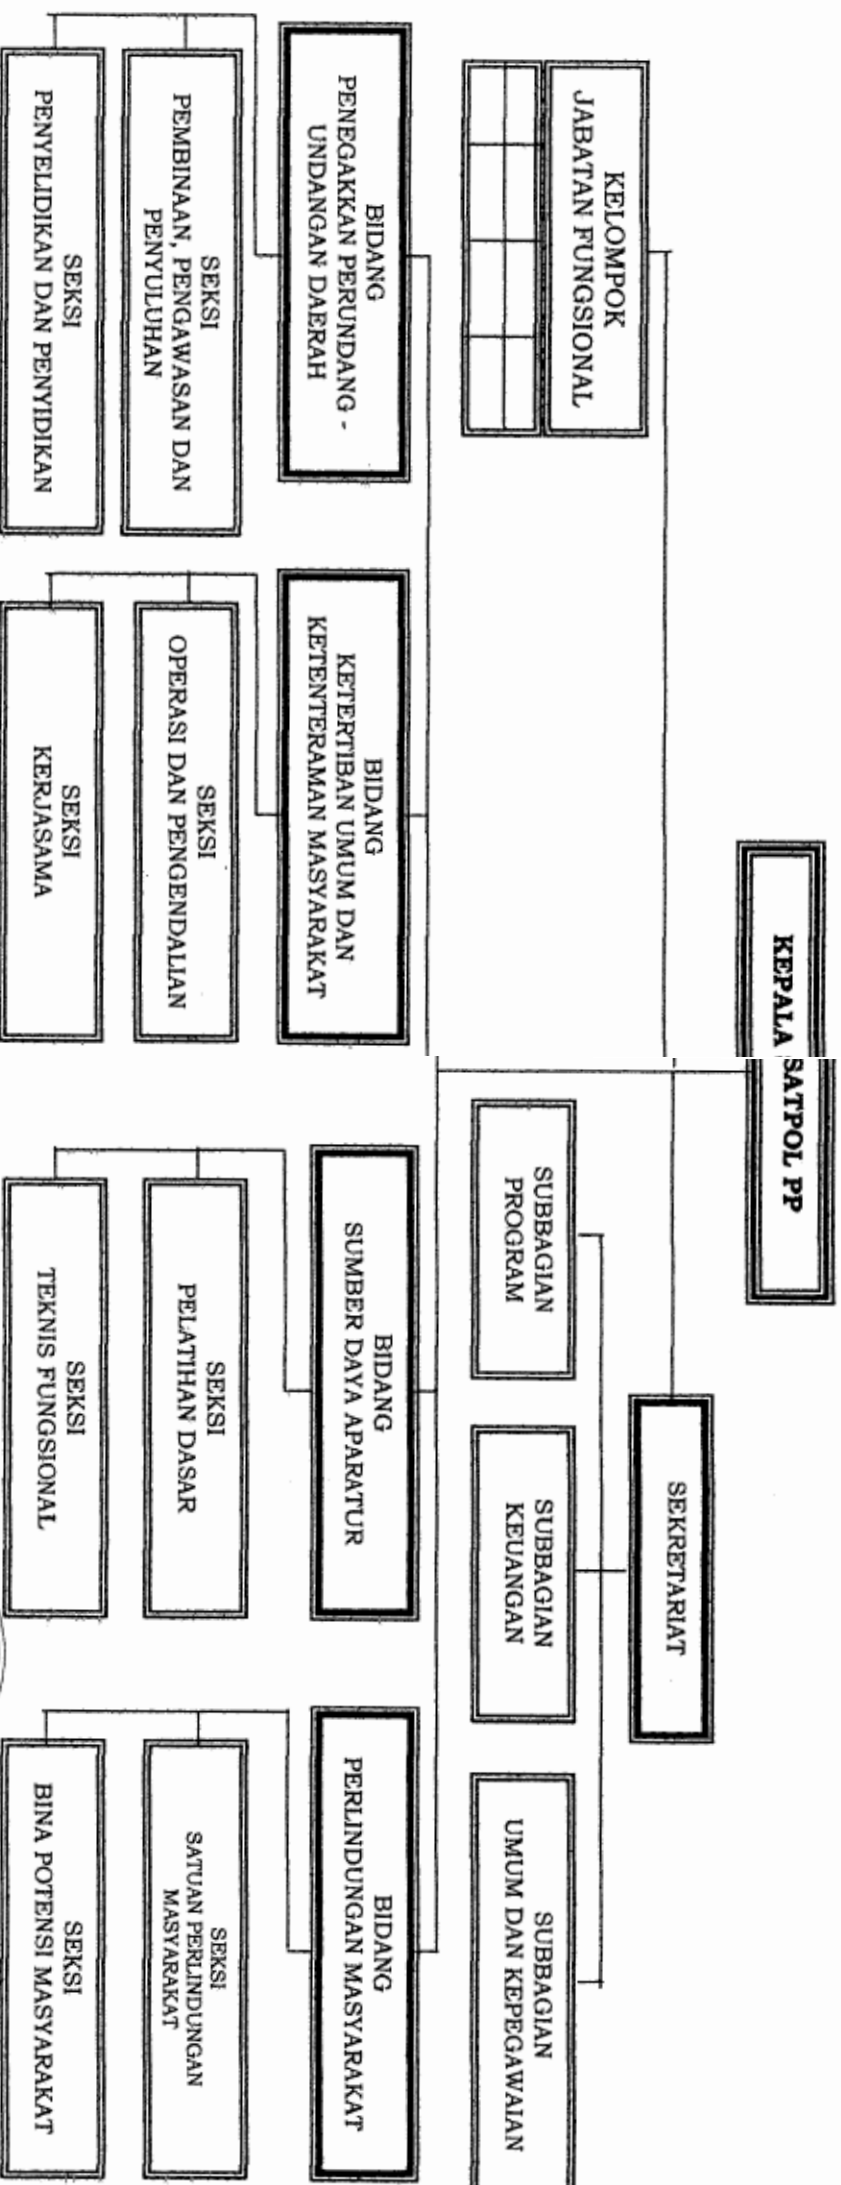 KEPALA SATPOL PP
KELOMPOK
JABATAN FUNGSIONAL
SEKRETARIAT
SUBBAGIAN
PROGRAM
SUBBAGIAN
KEUANGAN
SUBBAGIAN
UMUM DAN KEPEGAWAIAN
BIDANG
PENEGAKKAN PERUNDANG -
UNDANGAN DAERAH
BIDANG
KETERTIBAN UMUM DAN
KETENTERAMAN MASYARAKAT
BIDANG
SUMBER DAYA APARATUR
BIDANG
PERLINDUNGAN MASYARAKAT
SEKSI
PEMBINAAN, PENGAWASAN DAN
PENYULUHAN
SEKSI
OPERASI DAN PENGENDALIAN
SEKSI
PELATIHAN DASAR
SEKSI
SATUAN PERLINDUNGAN
MASYARAKAT
SEKSI
PENYELIDIKAN DAN PENYIDIKAN
SEKSI
KERJASAMA
SEKSI
TEKNIS FUNGSIONAL
SEKSI
BINA POTENSI MASYARAKAT